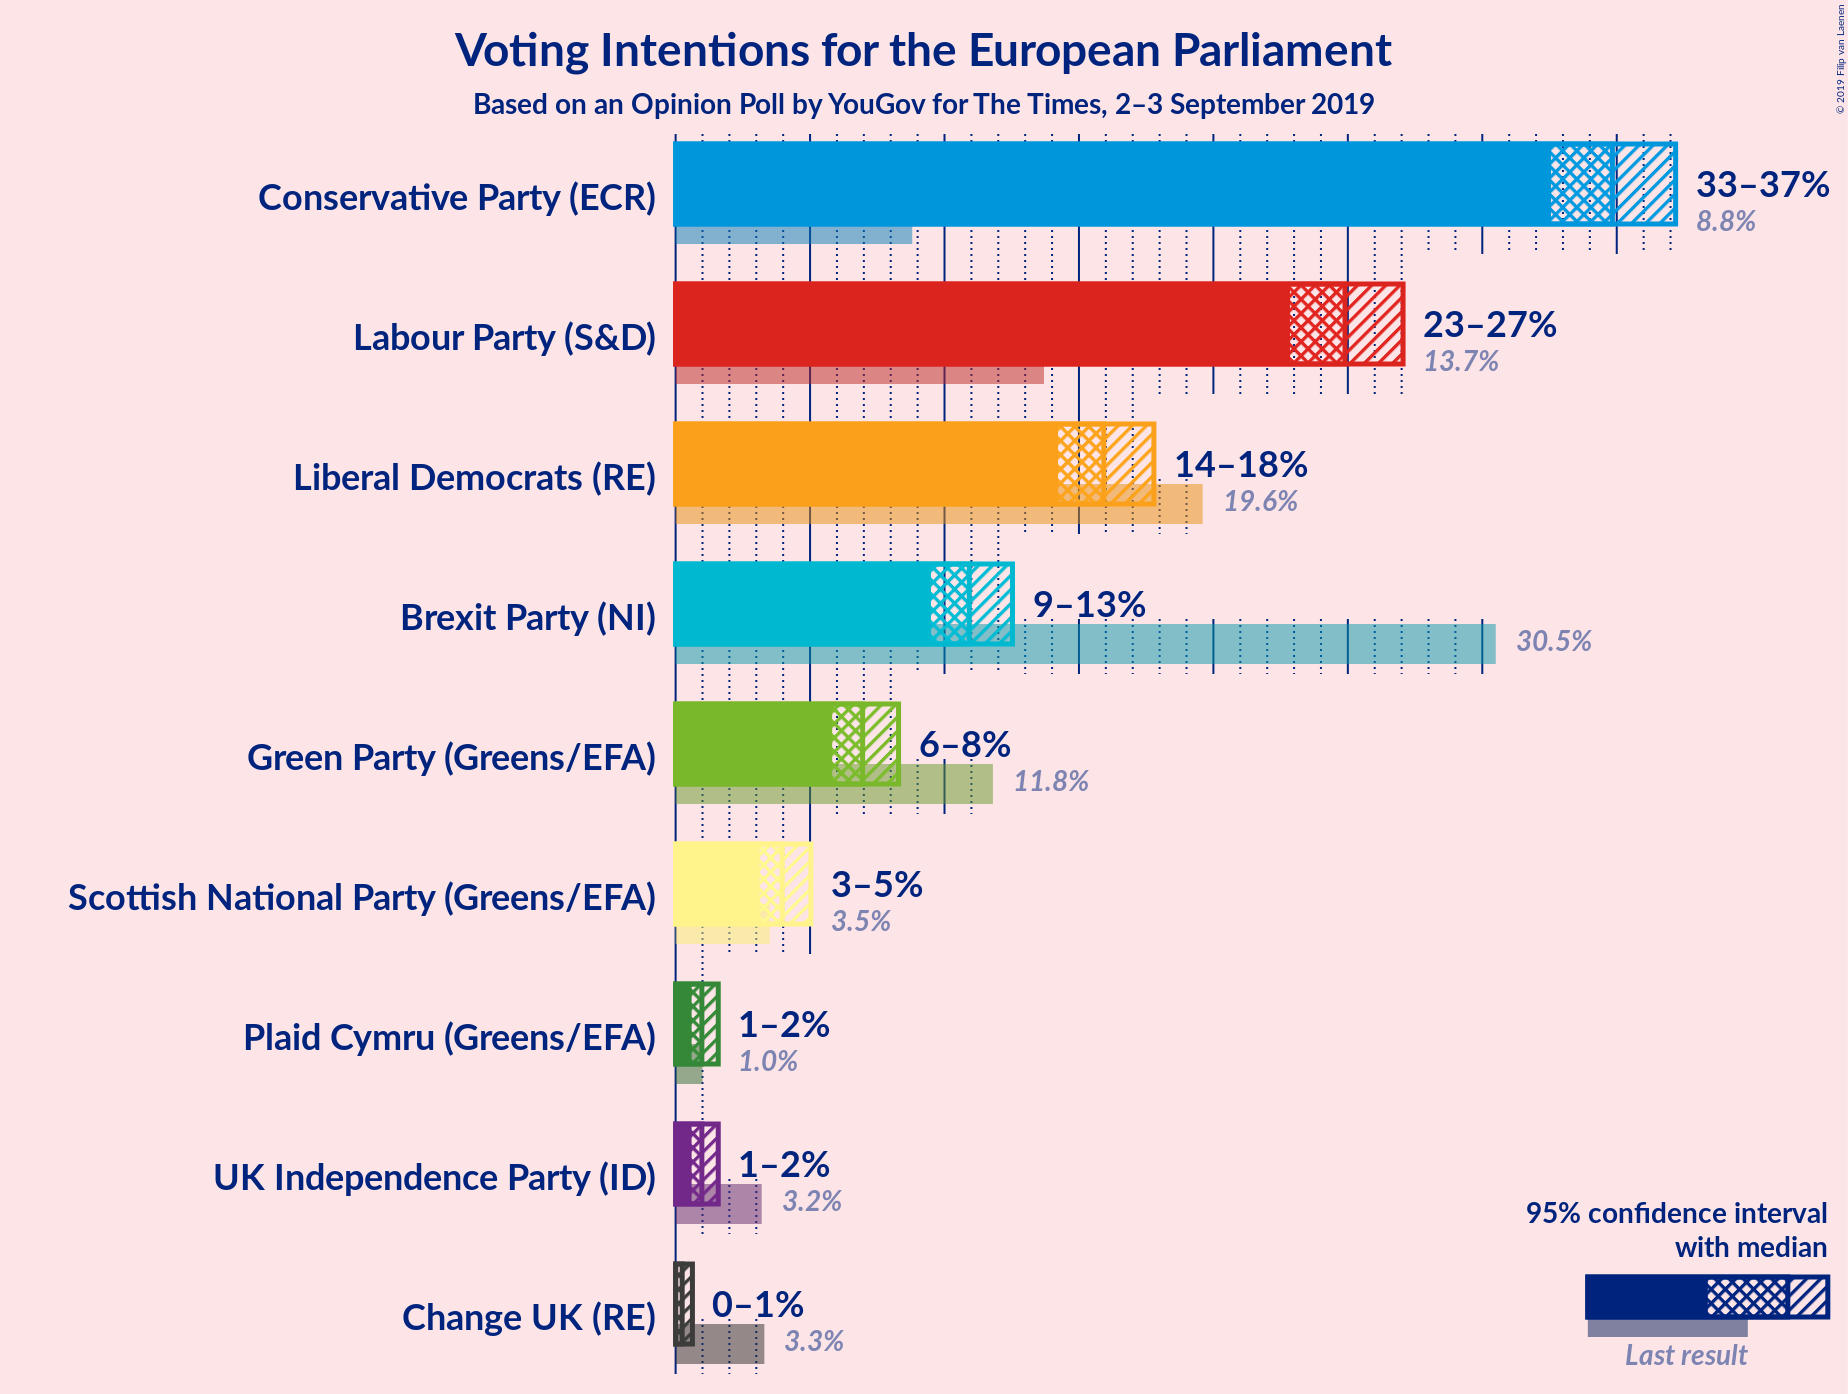 Voting Intentions for the European Parliament
Based on an Opinion Poll by YouGov for The Times, 2–3 September 2019
© 2019 Filip van Laenen
Conservative Party (ECR)
33–37%
8.8%
Labour Party (S&D)
23–27%
13.7%
Liberal Democrats (RE)
14–18%
19.6%
Brexit Party (NI)
9–13%
30.5%
Green Party (Greens/EFA)
6–8%
11.8%
Scottish National Party (Greens/EFA)
3–5%
3.5%
Plaid Cymru (Greens/EFA)
1–2%
1.0%
UK Independence Party (ID)
1–2%
3.2%
Change UK (RE)
0–1%
3.3%
95% confidence interval
with median
Last result